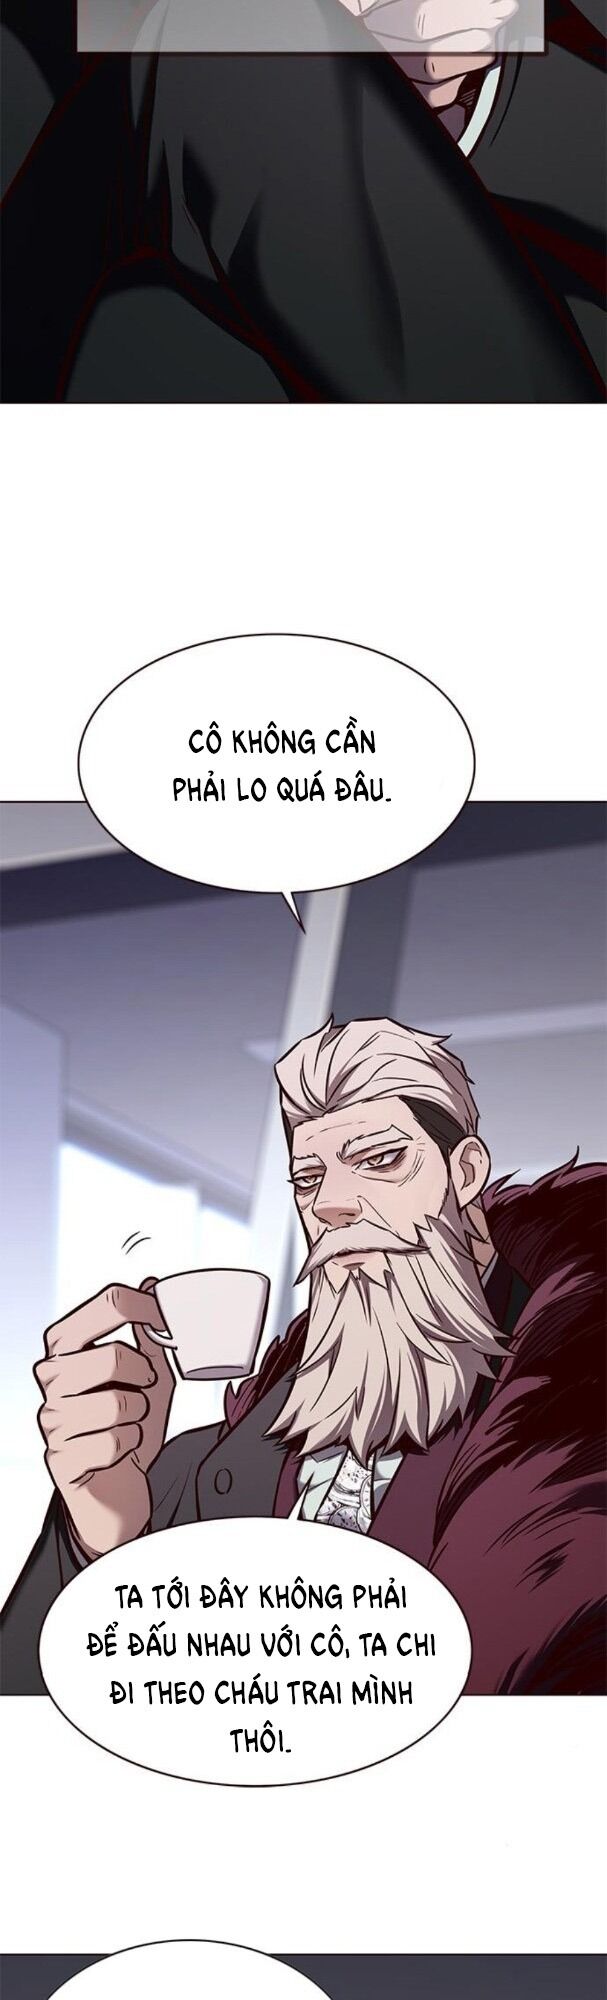 CÔ KHÔNG CẦN
PHẢI LO QUÁ ĐÂU.
TA TỚI ĐÂY KHÔNG PHẢI
ĐỂ ĐẤU NHAU VỚI CÔ, TA CHỈ
ĐI THEO CHÁU TRAI MÌNH
THÔI.